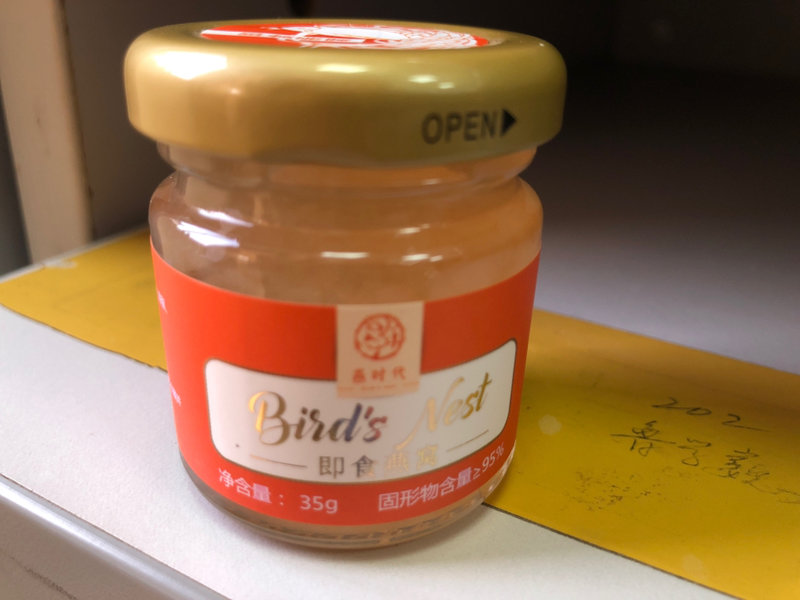 OPEN
燕时代
Bird's Nest
即食燕窝
净含量： 35g 固形物含量≥95%
202